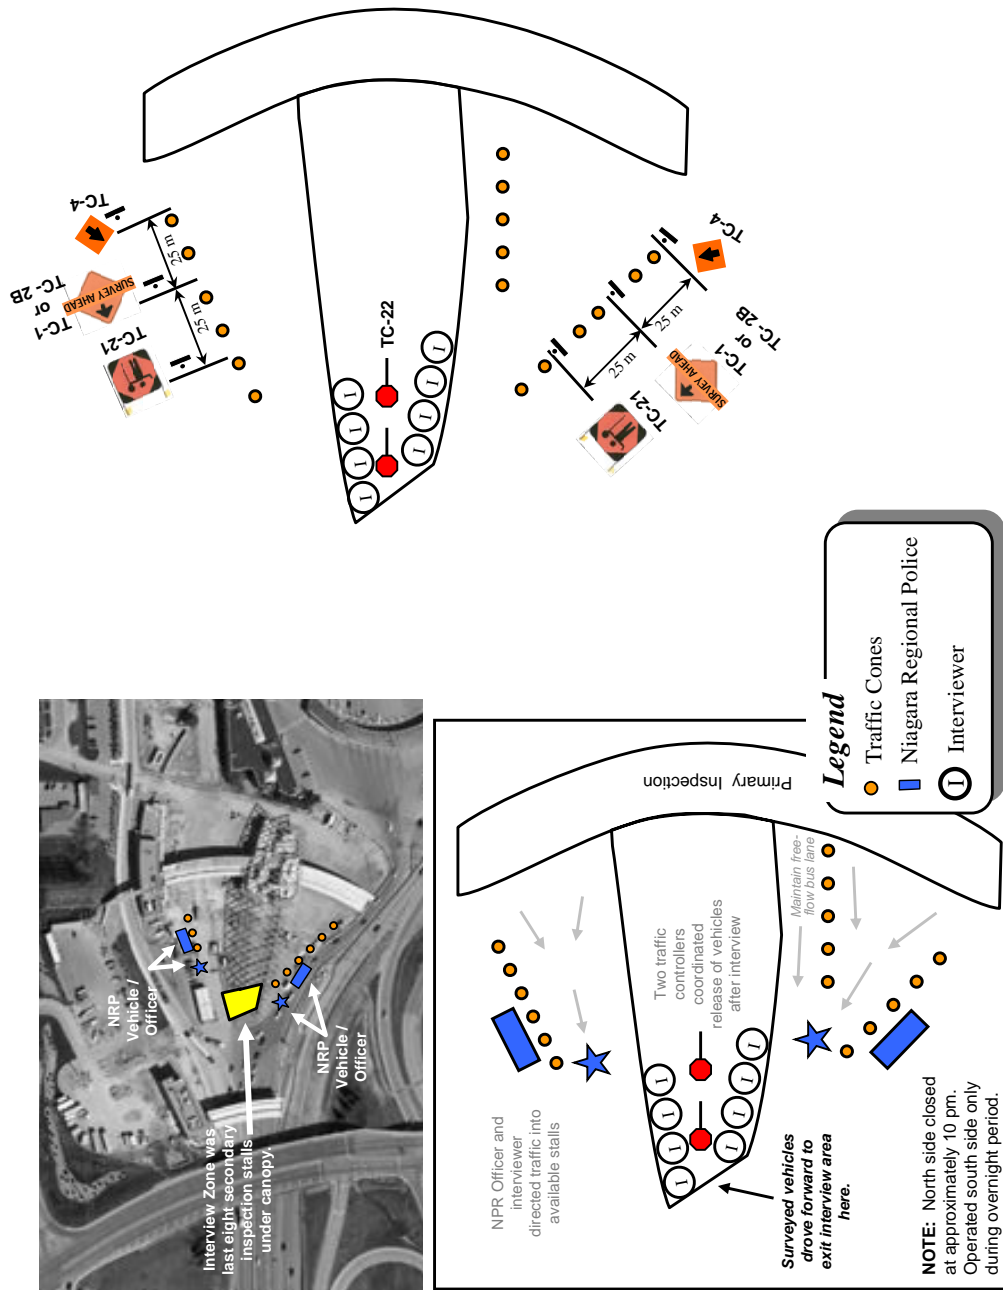 NRP
Vehicle /
Officer
Interview Zone was
last eight secondary
inspection stalls
under canopy.
NRP
Vehicle /
Officer
NPR Officer and
interviewer
directed traffic into
available stalls
Two traffic
controllers
coordinated
release of vehicles
after interview
Primary Inspection
Maintain free-
flow bus lane
I
I
I
I
I
I
I
I
Surveyed vehicles
drove forward to
exit interview area
here.
NOTE: North side closed
at approximately 10 pm.
Operated south side only
during overnight period.
Legend
Traffic Cones
Niagara Regional Police
I Interviewer
TC-21
TC-1
or
TC- 2B
SURVEY AHEAD
TC-4
25 m
25 m
I
I
I
I
I
I
I
I
TC-22
25 m
25 m
TC-21
SURVEY AHEAD
TC-1
or
TC- 2B
TC-4